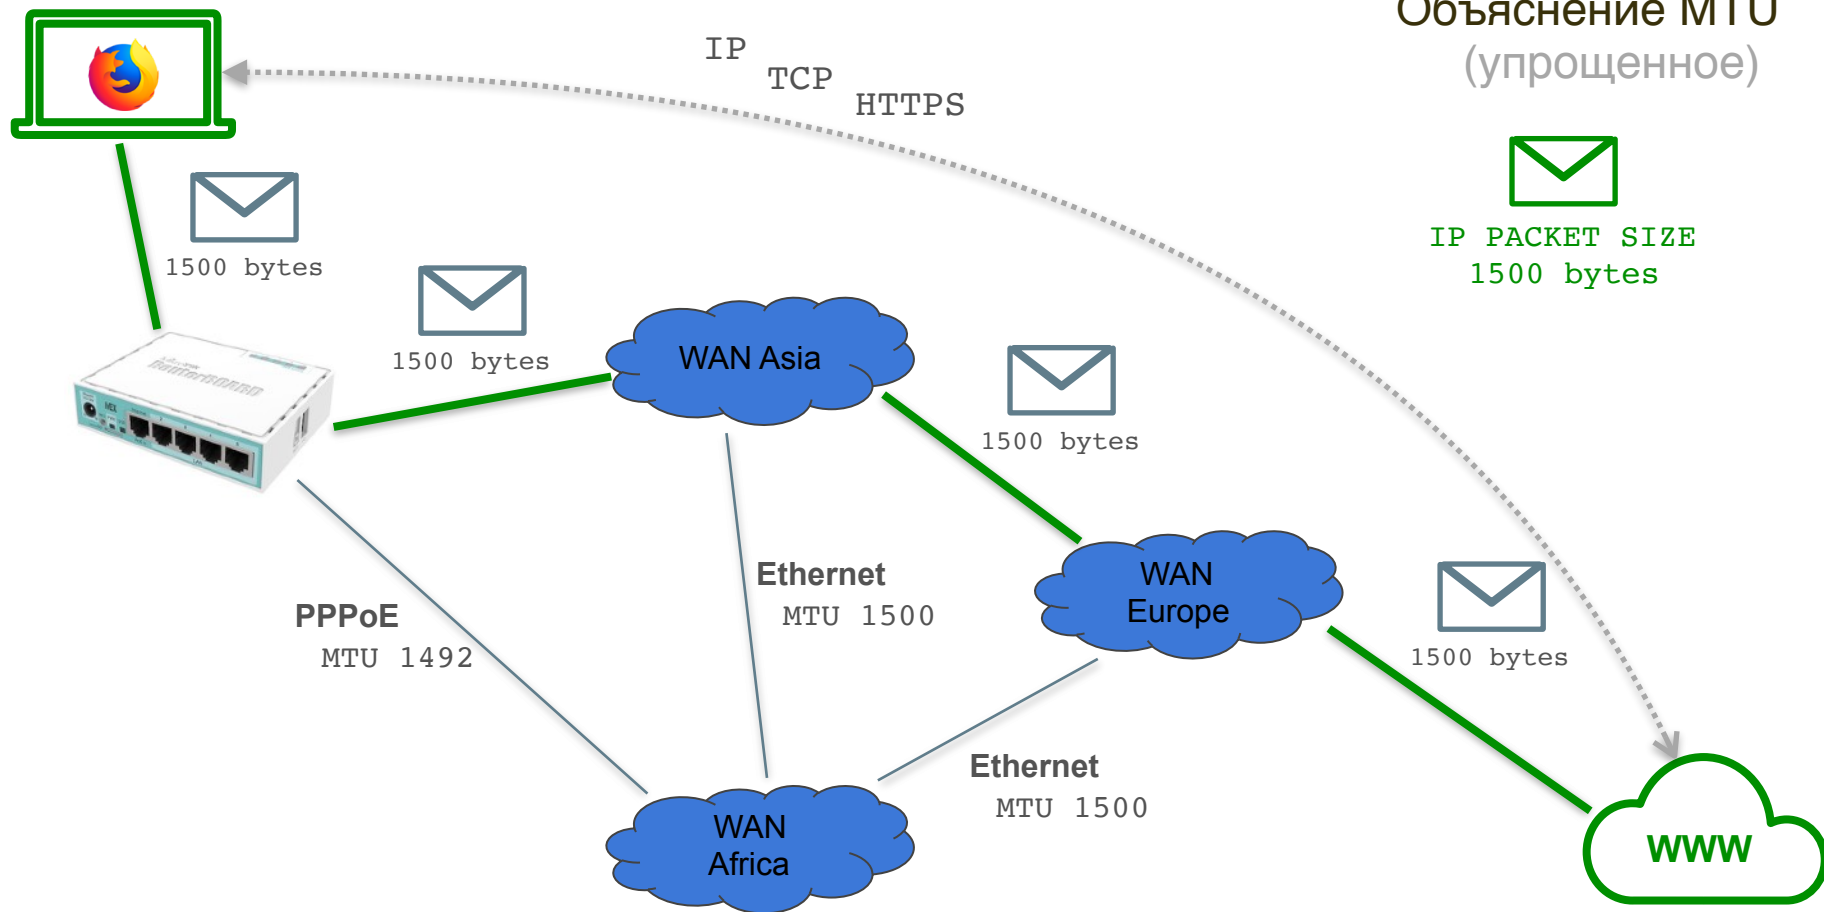 Объяснение MTU
(упрощенное)
IP
TCP
HTTPS
IP PACKET SIZE
1500 bytes
1500 bytes
1500 bytes
WAN Asia
1500 bytes
Ethernet
MTU 1500
WAN
Europe
PPPoE
MTU 1492
1500 bytes
Ethernet
MTU 1500
WAN
Africa
WWW